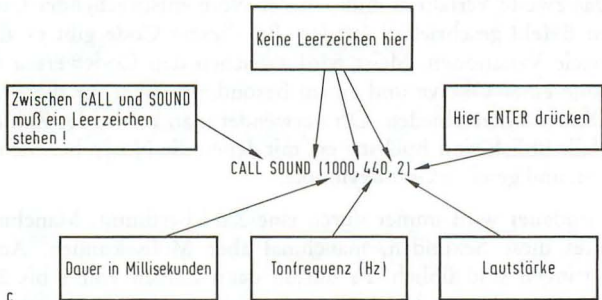 Keine Leerzeichen hier
Zwischen CALL und SOUND
muß ein Leerzeichen
stehen !
Hier ENTER drücken
CALL SOUND (1000, 440, 2)
Dauer in Millisekunden
Tonfrequenz (Hz)
Lautstärke
c